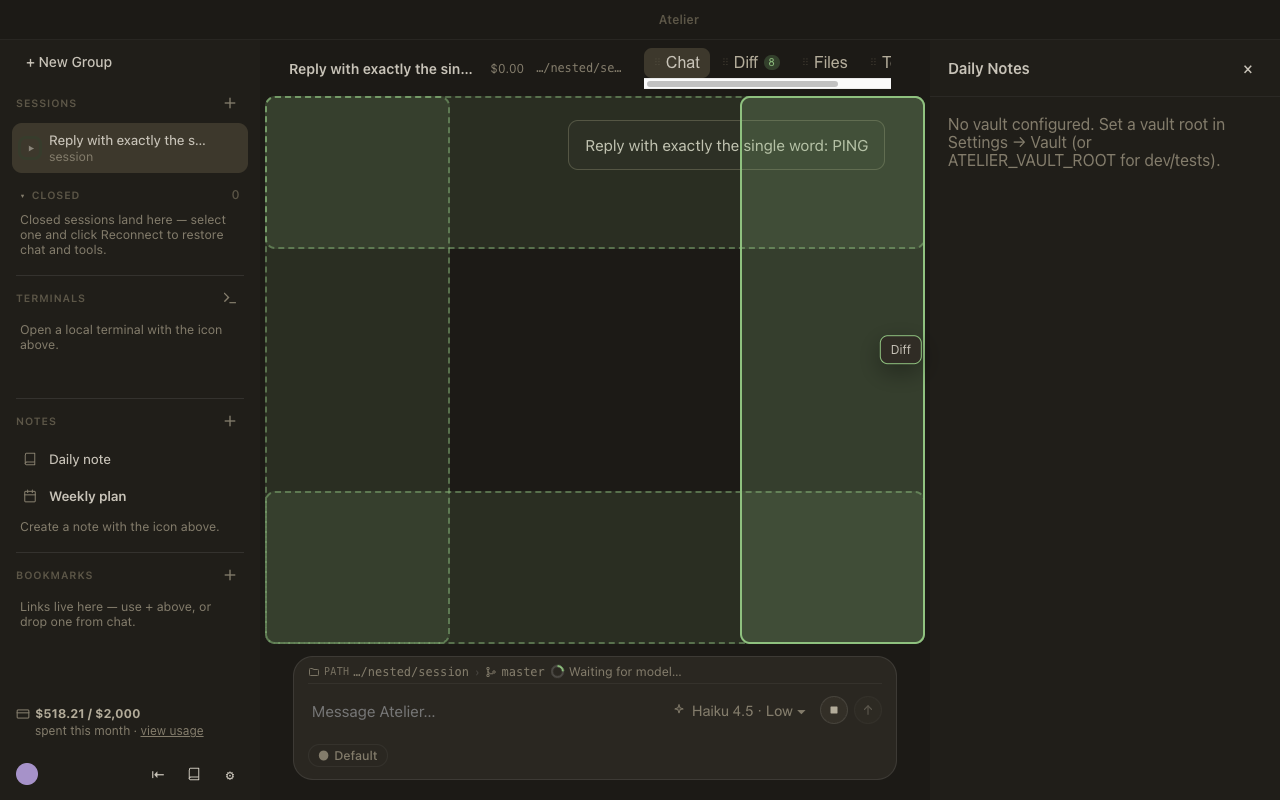 Atelier
+ New Group
SESSIONS
Reply with exactly the s...
session
CLOSED 0
Closed sessions land here — select
one and click Reconnect to restore
chat and tools.
TERMINALS
Open a local terminal with the icon
above.
NOTES
Daily note
Weekly plan
Create a note with the icon above.
BOOKMARKS
Links live here — use + above, or
drop one from chat.
$518.21 / $2,000
spent this month · view usage
Reply with exactly the sin... $0.00 …/nested/se…
Chat Diff 8 Files
Reply with exactly the single word: PING
Diff
PATH …/nested/session › master Waiting for model…
Message Atelier…
Haiku 4.5 · Low
Default
Daily Notes ×
No vault configured. Set a vault root in
Settings → Vault (or
ATELIER_VAULT_ROOT for dev/tests).